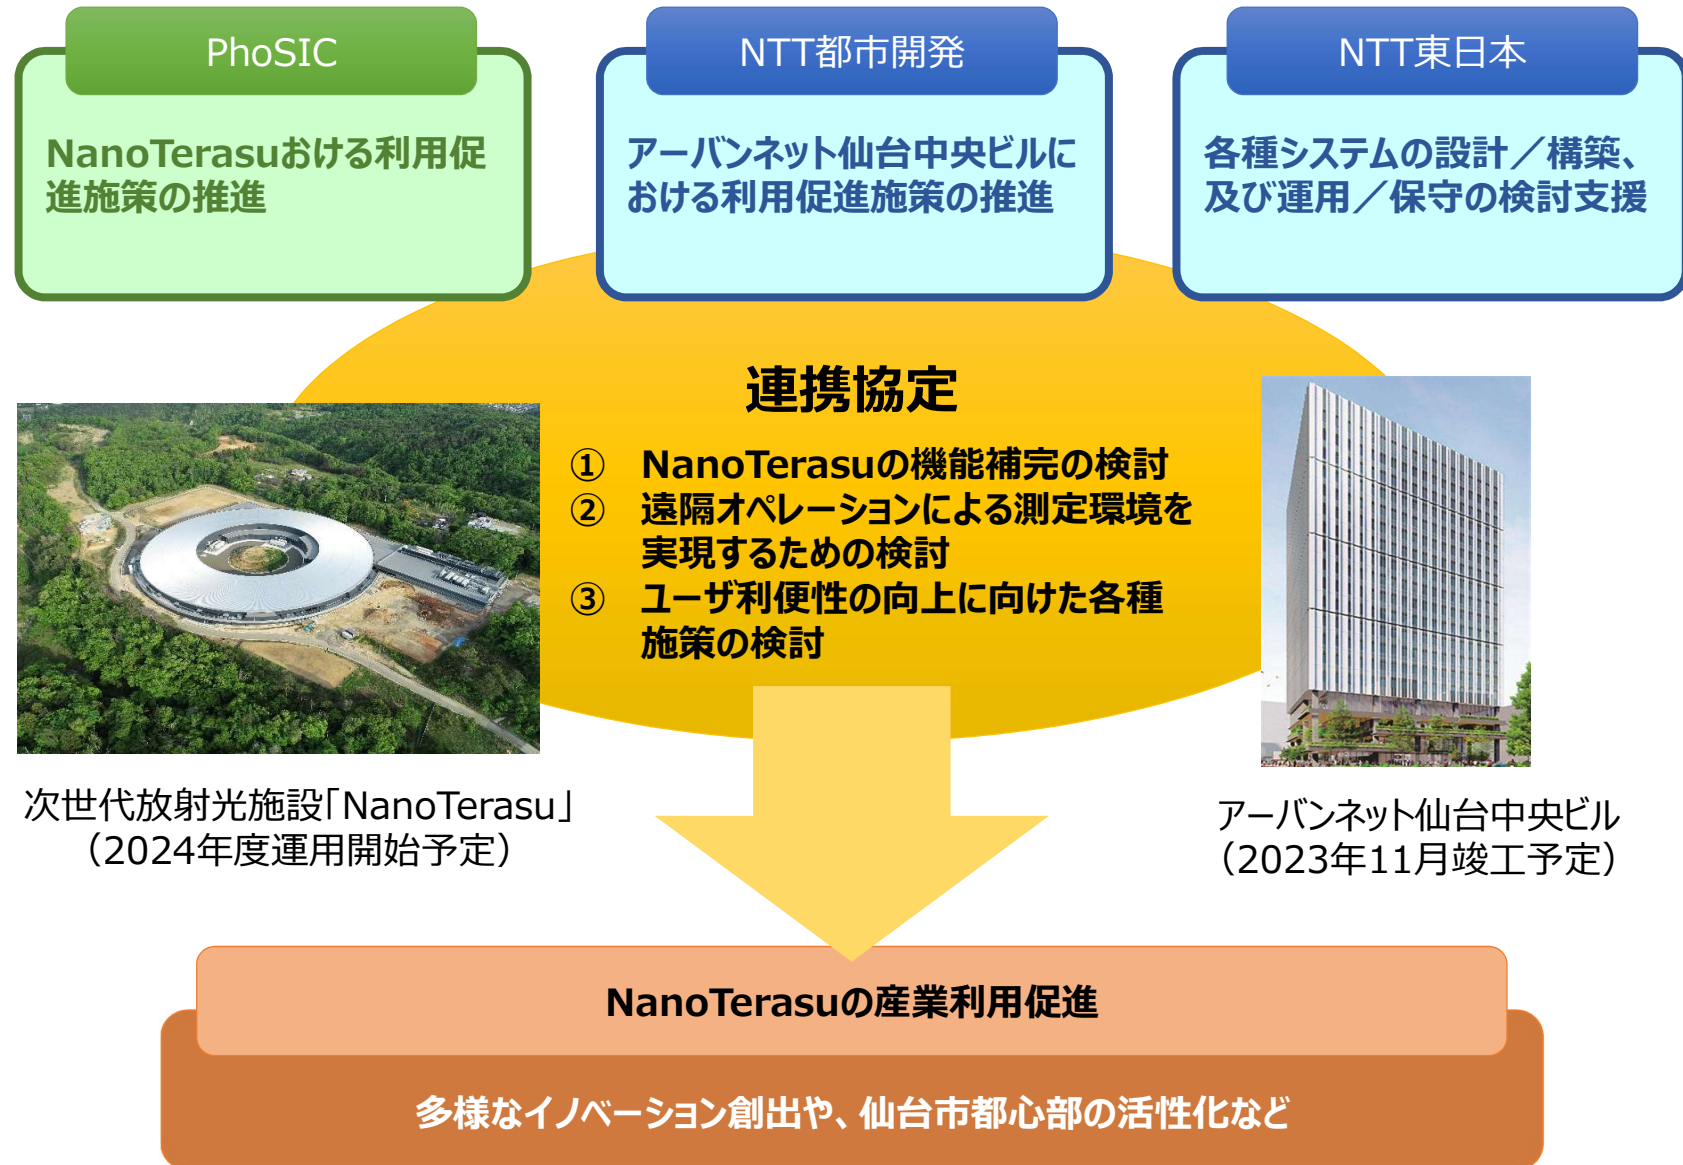 PhoSIC
NanoTerasuおける利用促
進施策の推進
NTT都市開発
アーバンネット仙台中央ビルに
おける利用促進施策の推進
NTT東日本
各種システムの設計／構築、
及び運用／保守の検討支援
連携協定
① NanoTerasuの機能補完の検討
② 遠隔オペレーションによる測定環境を
実現するための検討
③ ユーザ利便性の向上に向けた各種
施策の検討
次世代放射光施設「NanoTerasu」
（2024年度運用開始予定）
アーバンネット仙台中央ビル
（2023年11月竣工予定）
NanoTerasuの産業利用促進
多様なイノベーション創出や、仙台市都心部の活性化など